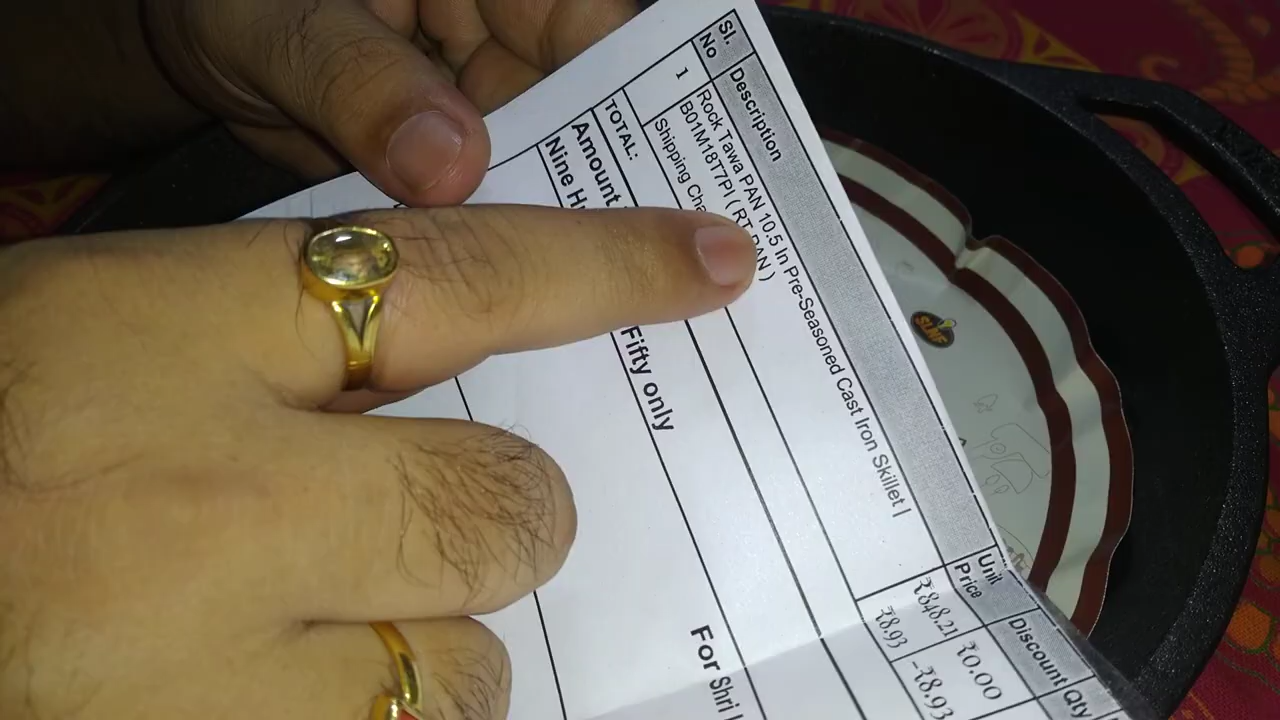 Sl. No Description Unit Price Discount Qty
1 Rock Tawa PAN 10.5 In Pre-Seasoned Cast Iron Skillet | ₹848.21 ₹0.00
B01M18T7PI ( RT PAN )
Shipping ₹8.93 -₹8.93
TOTAL:
Amount
Nine Fifty only
For Shri
SLMF